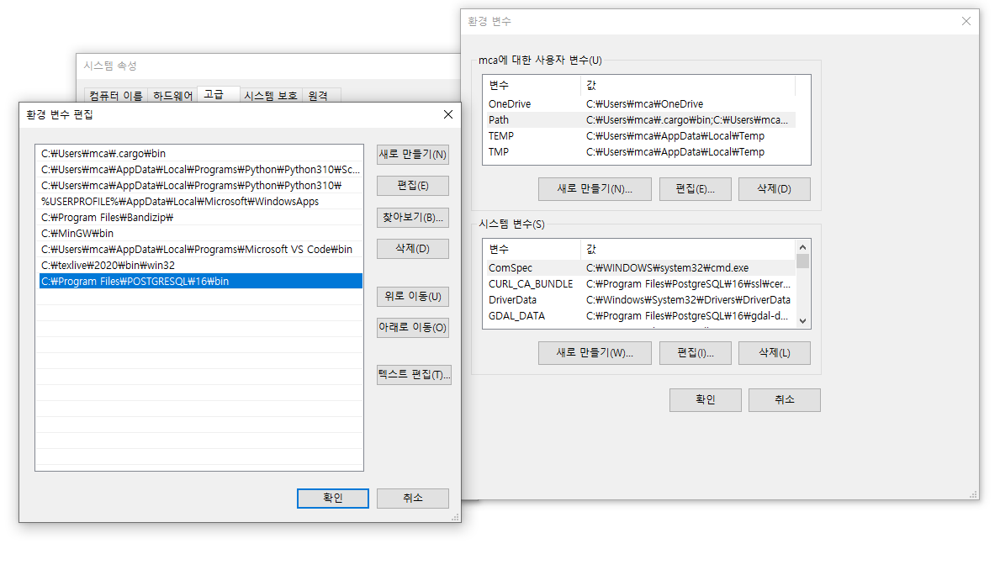 환경 변수
시스템 속성
컴퓨터 이름
하드웨어
고급
시스템 보호
원격
환경 변수 편집
C:₩Users₩mca₩.cargo₩bin
C:₩Users₩mca₩AppData₩Local₩Programs₩Python₩Python310₩Sc...
C:₩Users₩mca₩AppData₩Local₩Programs₩Python₩Python310₩
%USERPROFILE%₩AppData₩Local₩Microsoft₩WindowsApps
C:₩Program Files₩Bandizip₩
C:₩MinGW₩bin
C:₩Users₩mca₩AppData₩Local₩Programs₩Microsoft VS Code₩bin
C:₩texlive₩2020₩bin₩win32
C:₩Program Files₩POSTGRESQL₩16₩bin
새로 만들기(N)
편집(E)
찾아보기(B)...
삭제(D)
위로 이동(U)
아래로 이동(O)
텍스트 편집(T)...
확인
취소
mca에 대한 사용자 변수(U)
변수 값
OneDrive C:₩Users₩mca₩OneDrive
Path C:₩Users₩mca₩.cargo₩bin;C:₩Users₩mca...
TEMP C:₩Users₩mca₩AppData₩Local₩Temp
TMP C:₩Users₩mca₩AppData₩Local₩Temp
새로 만들기(N)... 편집(E)... 삭제(D)
시스템 변수(S)
변수 값
ComSpec C:₩WINDOWS₩system32₩cmd.exe
CURL_CA_BUNDLE C:₩Program Files₩PostgreSQL₩16₩ssl₩cer...
DriverData C:₩Windows₩System32₩Drivers₩DriverData
GDAL_DATA C:₩Program Files₩PostgreSQL₩16₩gdal-d...
새로 만들기(W)... 편집(I)... 삭제(L)
확인 취소